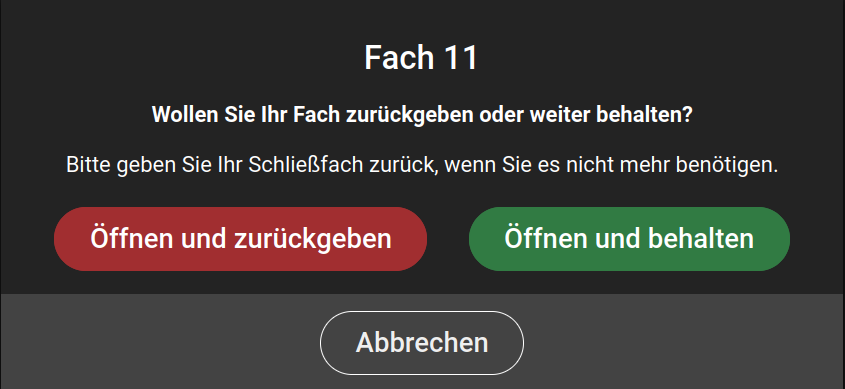 Fach 11
Wollen Sie Ihr Fach zurückgeben oder weiter behalten?
Bitte geben Sie Ihr Schließfach zurück, wenn Sie es nicht mehr benötigen.
Öffnen und zurückgeben
Öffnen und behalten
Abbrechen